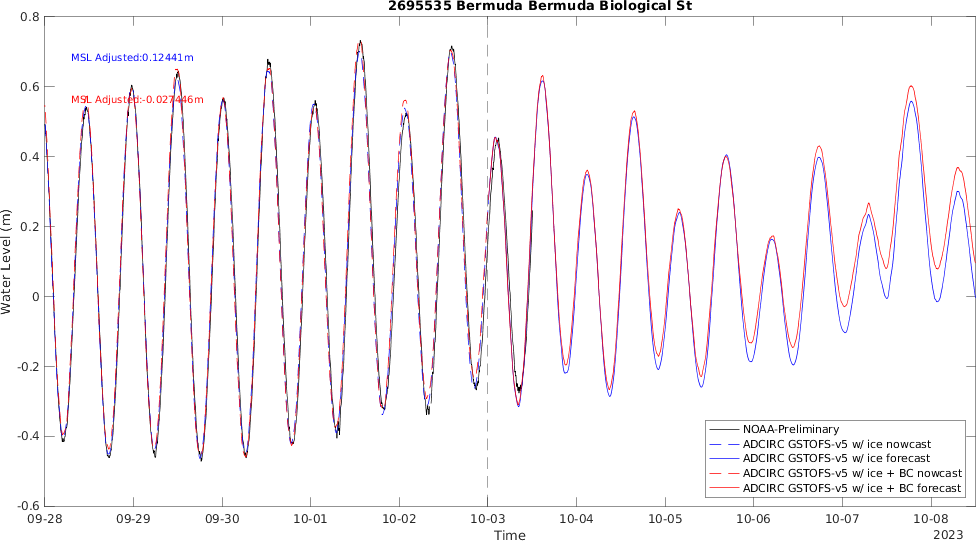 2695535 Bermuda Bermuda Biological St
0.8
0.6
0.4
0.2
0
-0.2
-0.4
-0.6
Water Level (m)
MSL Adjusted:0.12441m
MSL Adjusted:-0.027446m
NOAA-Preliminary
ADCIRC GSTOFS-v5 w/ ice nowcast
ADCIRC GSTOFS-v5 w/ ice forecast
ADCIRC GSTOFS-v5 w/ ice + BC nowcast
ADCIRC GSTOFS-v5 w/ ice + BC forecast
09-28 09-29 09-30 10-01 10-02 10-03 10-04 10-05 10-06 10-07 10-08
Time
2023